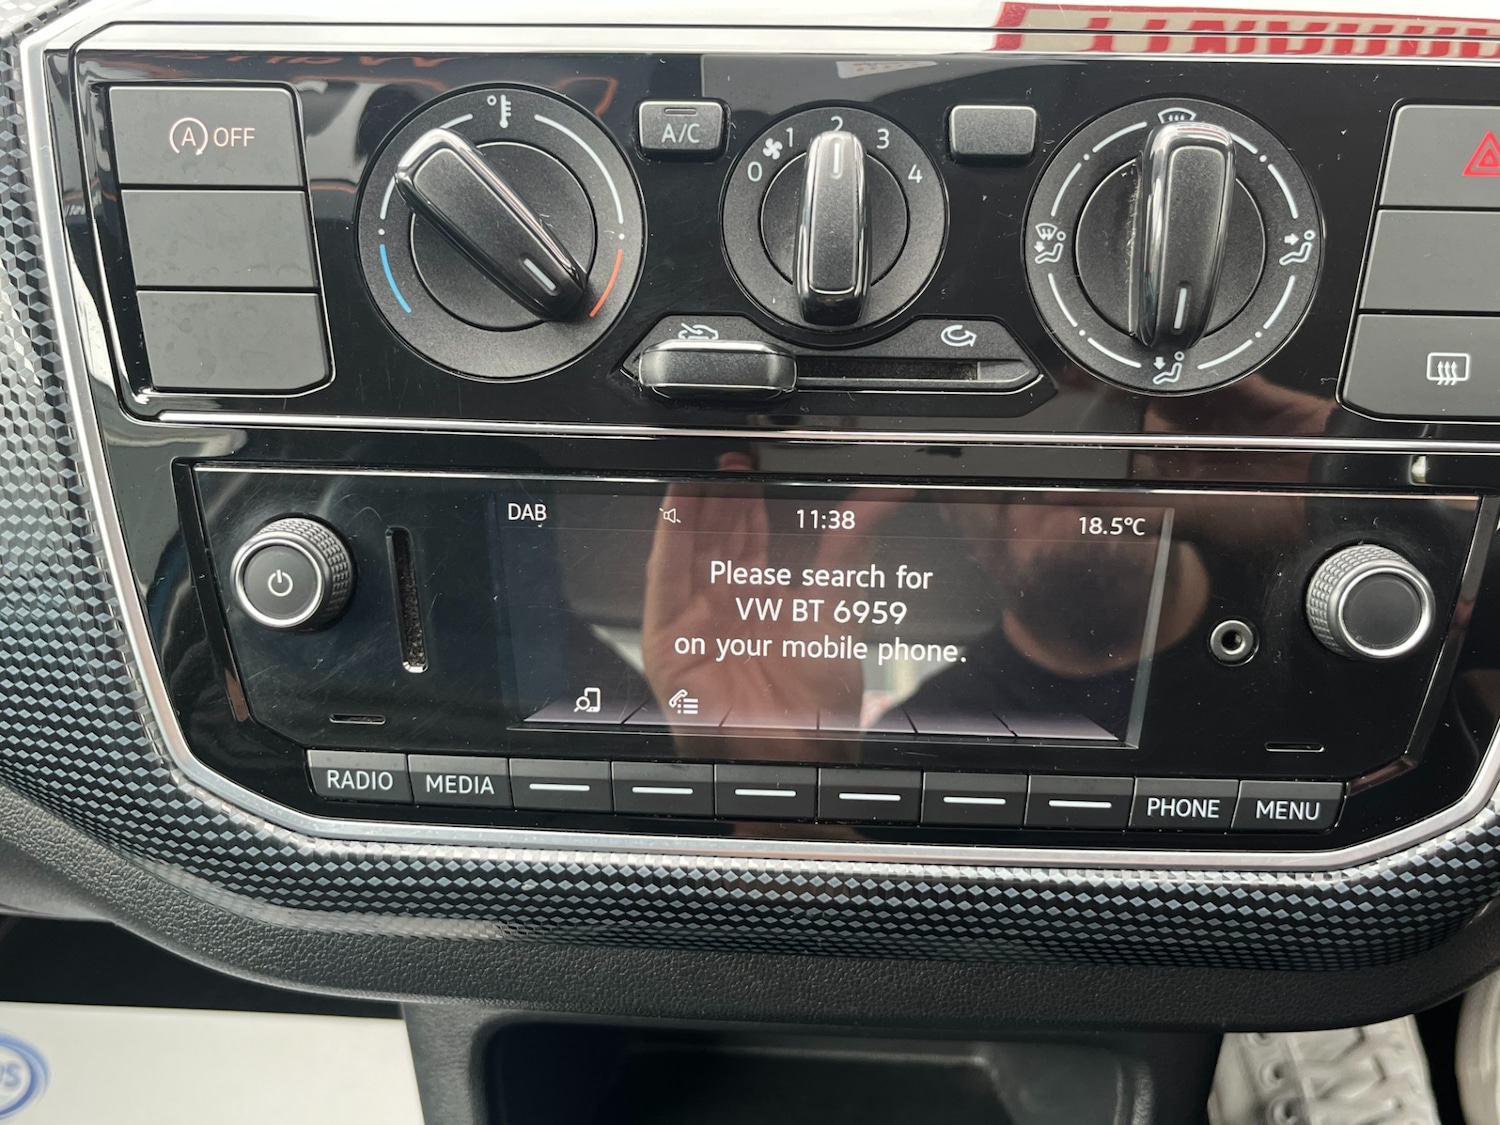 A OFF
A/C
0 1 2 3 4
DAB 11:38 18.5°C
Please search for
VW BT 6959
on your mobile phone.
RADIO MEDIA PHONE MENU